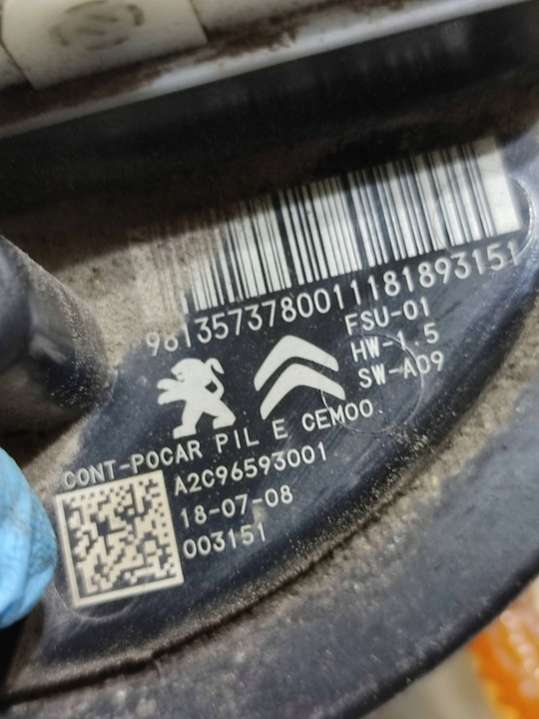 9813573780011181893151
FSU-01
HW-1.5
SW-A09
CONT-POCAR PIL E CEMOO
A2C96593001
18-07-08
003151